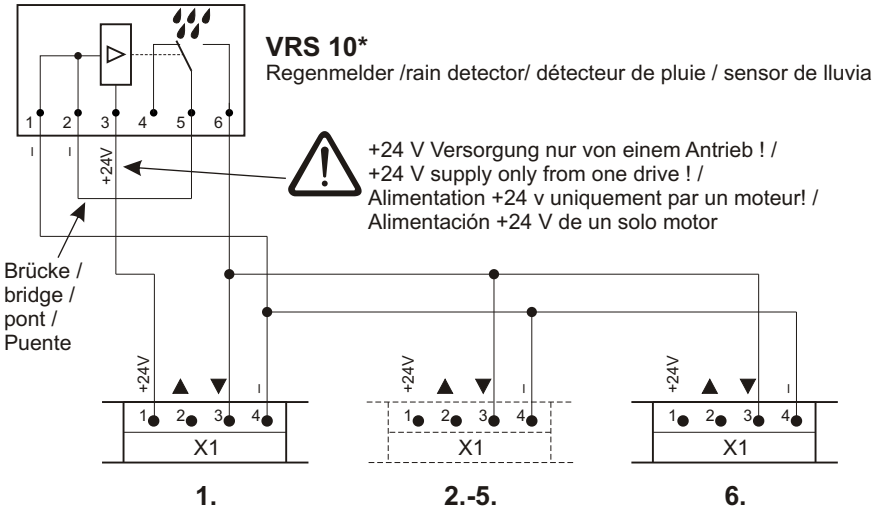 VRS 10*
Regenmelder /rain detector/ détecteur de pluie / sensor de lluvia
1 2 3 4 5 6
– – +24V
+24 V Versorgung nur von einem Antrieb ! /
+24 V supply only from one drive ! /
Alimentation +24 v uniquement par un moteur! /
Alimentación +24 V de un solo motor
Brücke /
bridge /
pont /
Puente
+24V ▲ ▼ –
1 2 3 4
X1
1.
+24V ▲ ▼ –
1 2 3 4
X1
2.-5.
+24V ▲ ▼ –
1 2 3 4
X1
6.